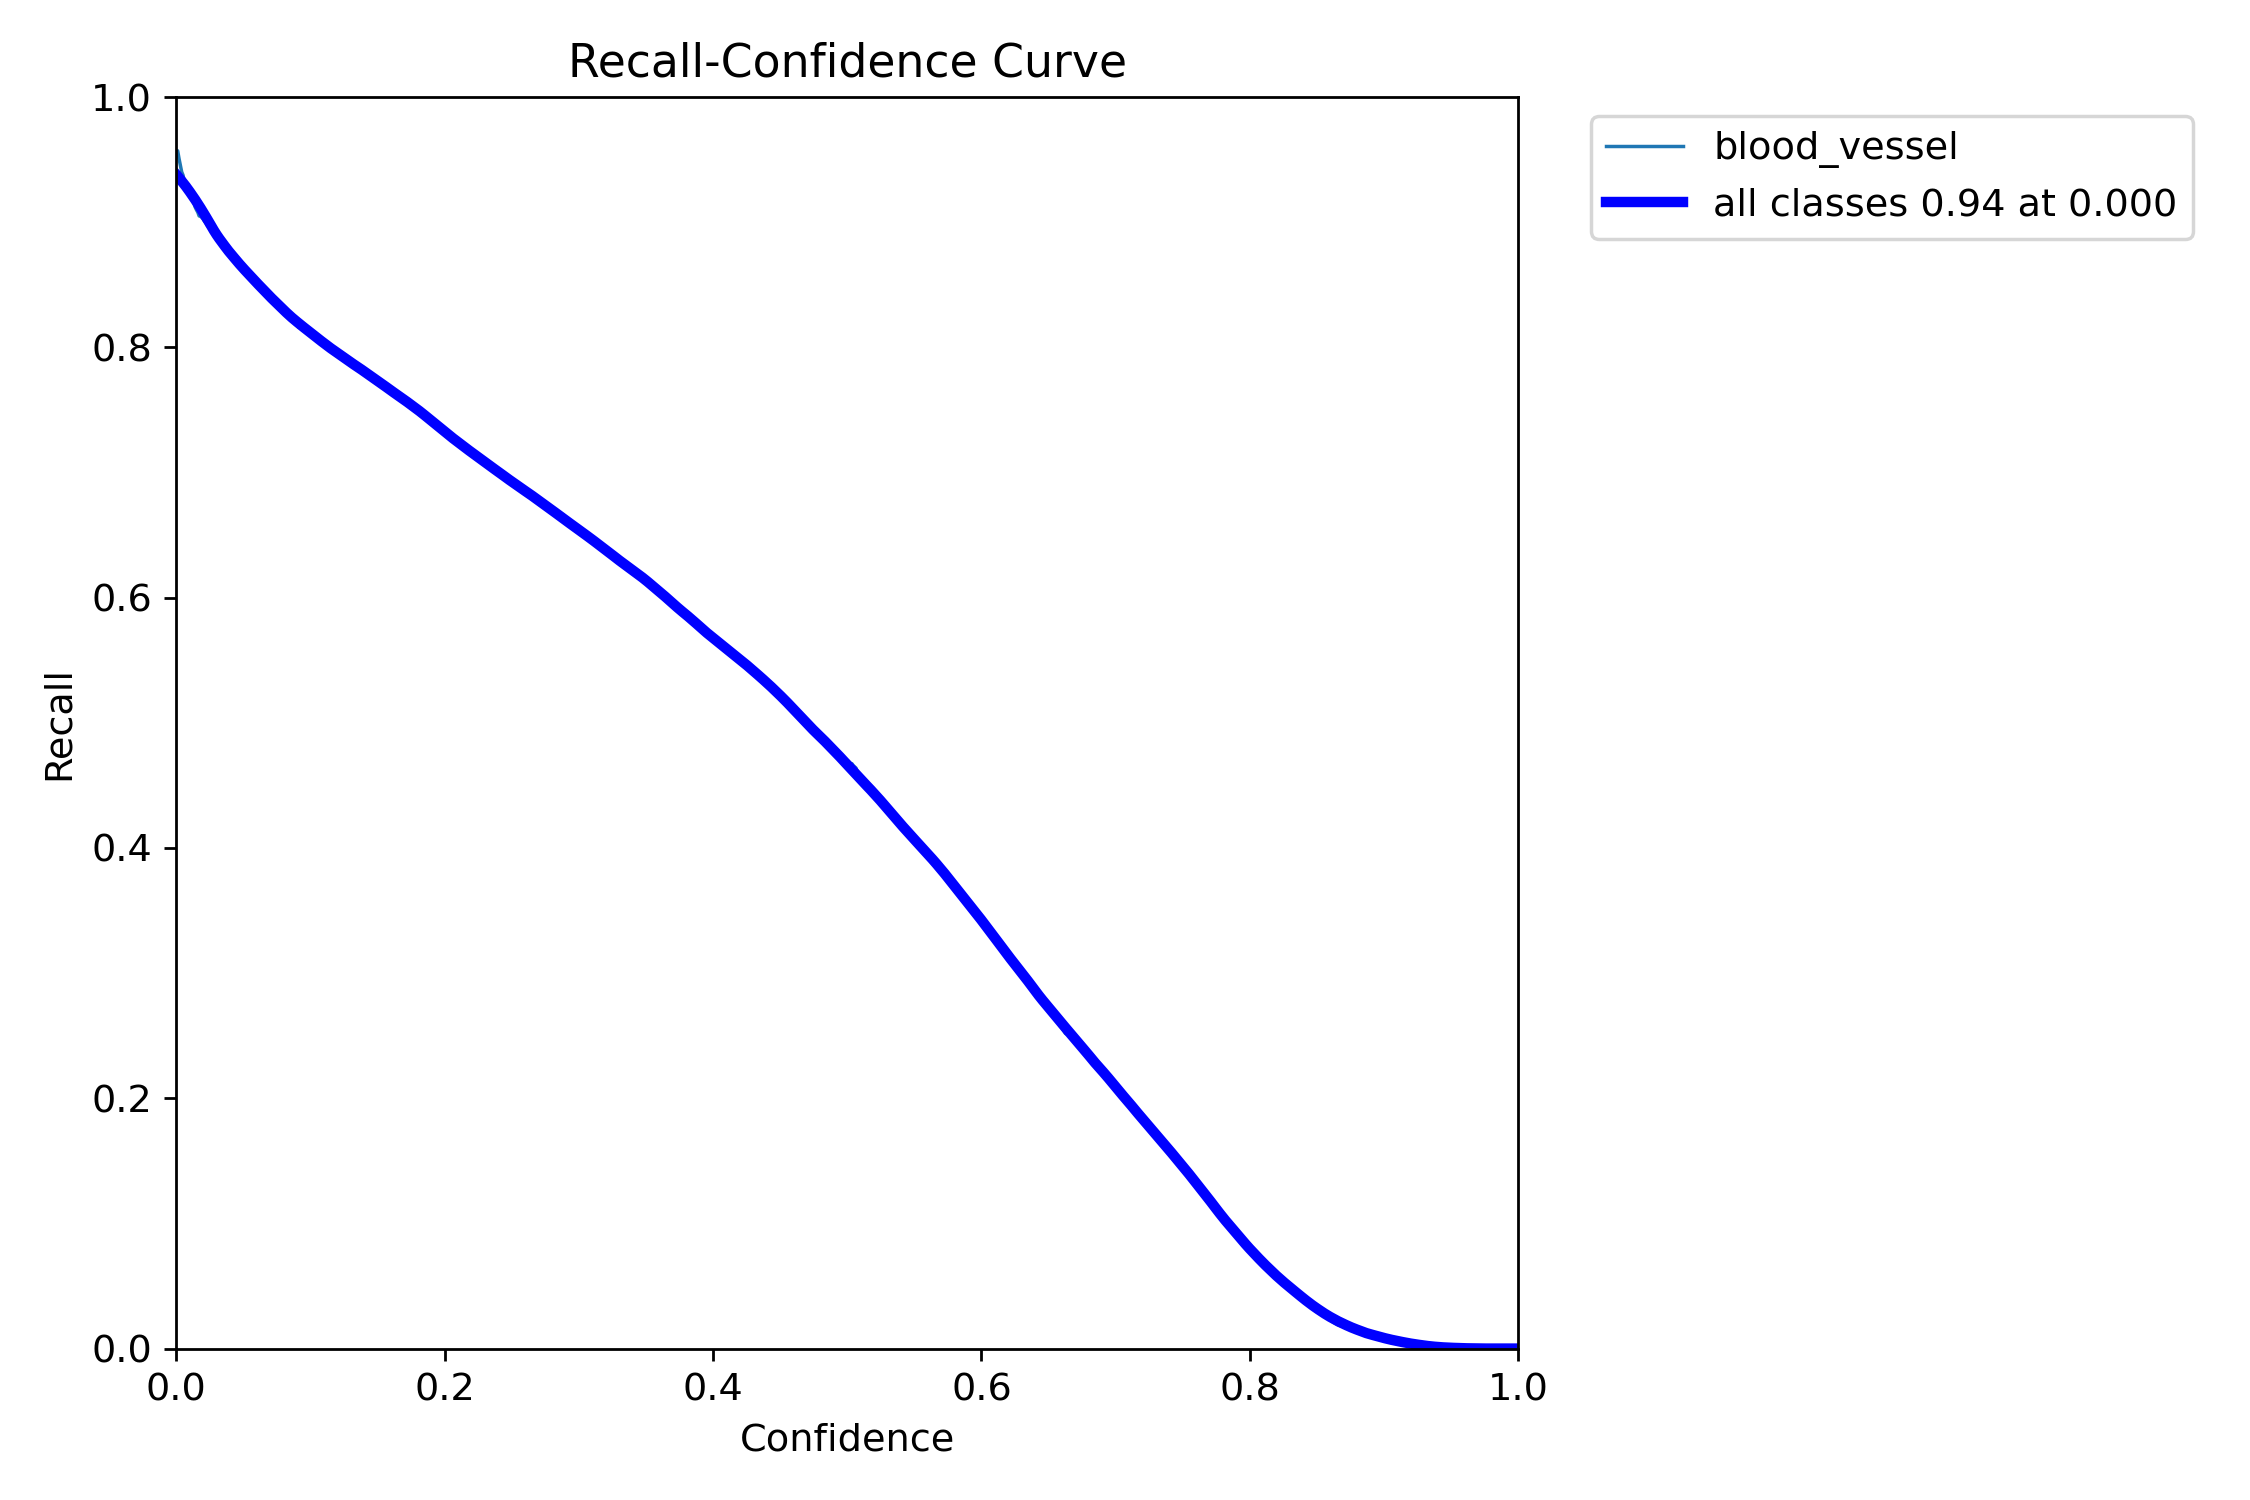 Recall-Confidence Curve
1.0
0.8
0.6
0.4
0.2
0.0
Recall
0.0 0.2 0.4 0.6 0.8 1.0
Confidence
blood_vessel
all classes 0.94 at 0.000